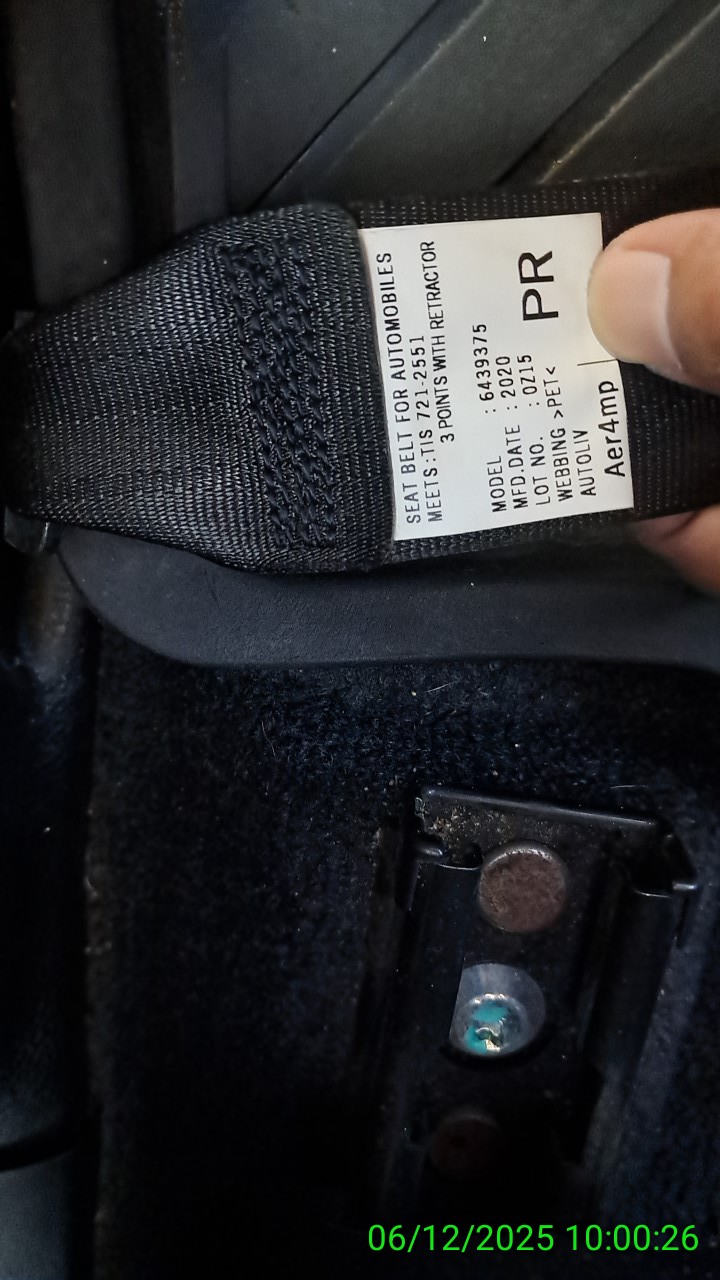 SEAT BELT FOR AUTOMOBILES
MEETS:TIS 721-2551
3 POINTS WITH RETRACTOR
MODEL : 6439375
MFD.DATE : 2020
LOT NO. : 0Z15
WEBBING >PET<
AUTOLIV
PR
Aer4mp
06/12/2025 10:00:26